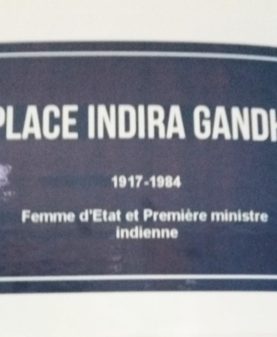 PLACE INDIRA GANDH
1917-1984
Femme d'Etat et Première ministre
indienne